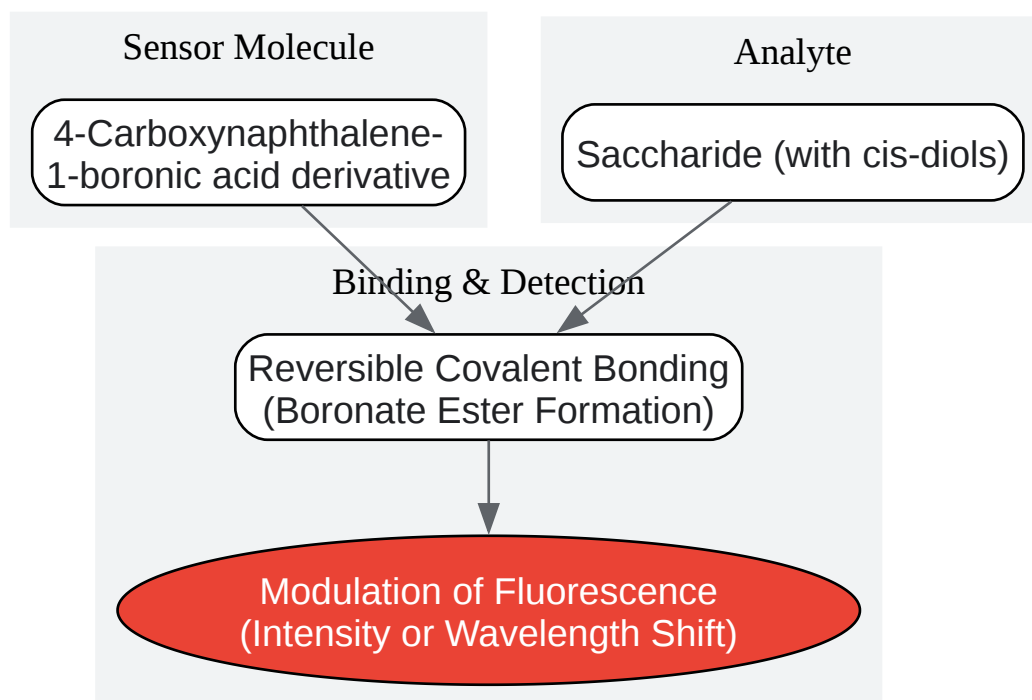 Sensor Molecule
4-Carboxynaphthalene-
1-boronic acid derivative
Analyte
Saccharide (with cis-diols)
Binding & Detection
Reversible Covalent Bonding
(Boronate Ester Formation)
Modulation of Fluorescence
(Intensity or Wavelength Shift)